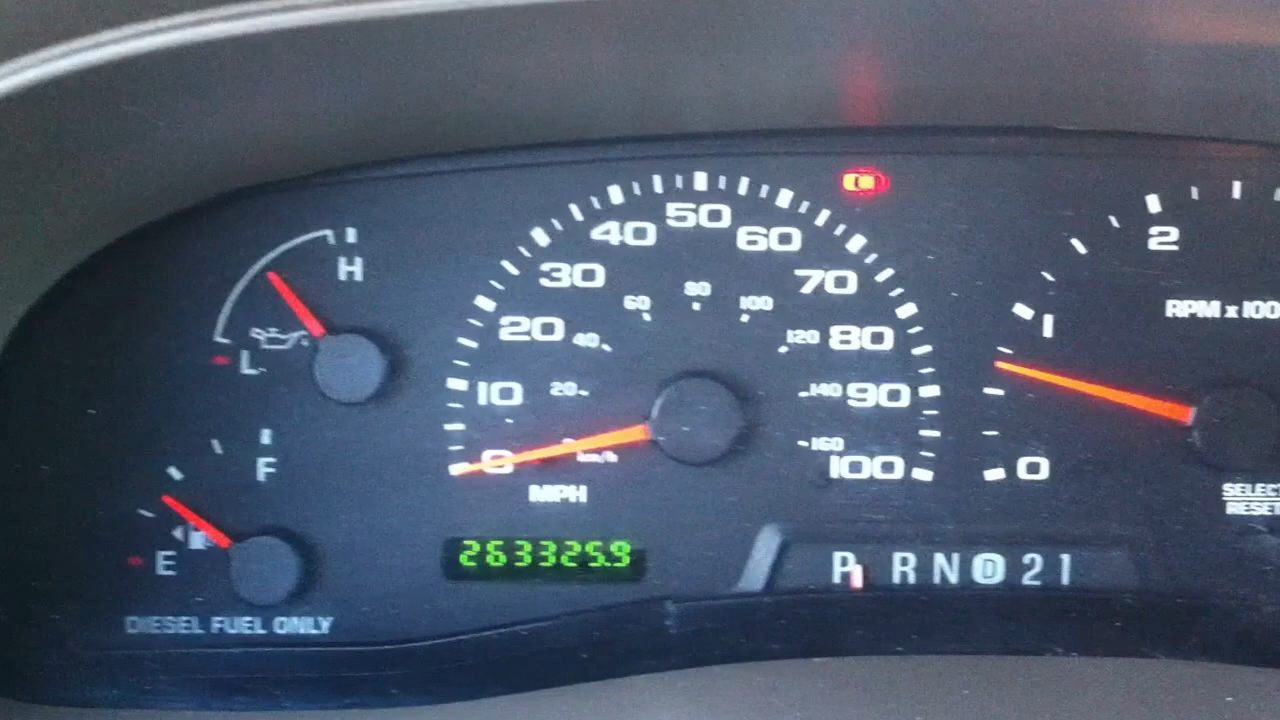 50
40 60
30 70
60 80 100
20 40 120 80
10 20 140 90
0 km/h 160 100
MPH
263325.9
H
L
F
E
DIESEL FUEL ONLY
P R N D 2 1
2
RPM x 100
1
0
SELECT
RESET